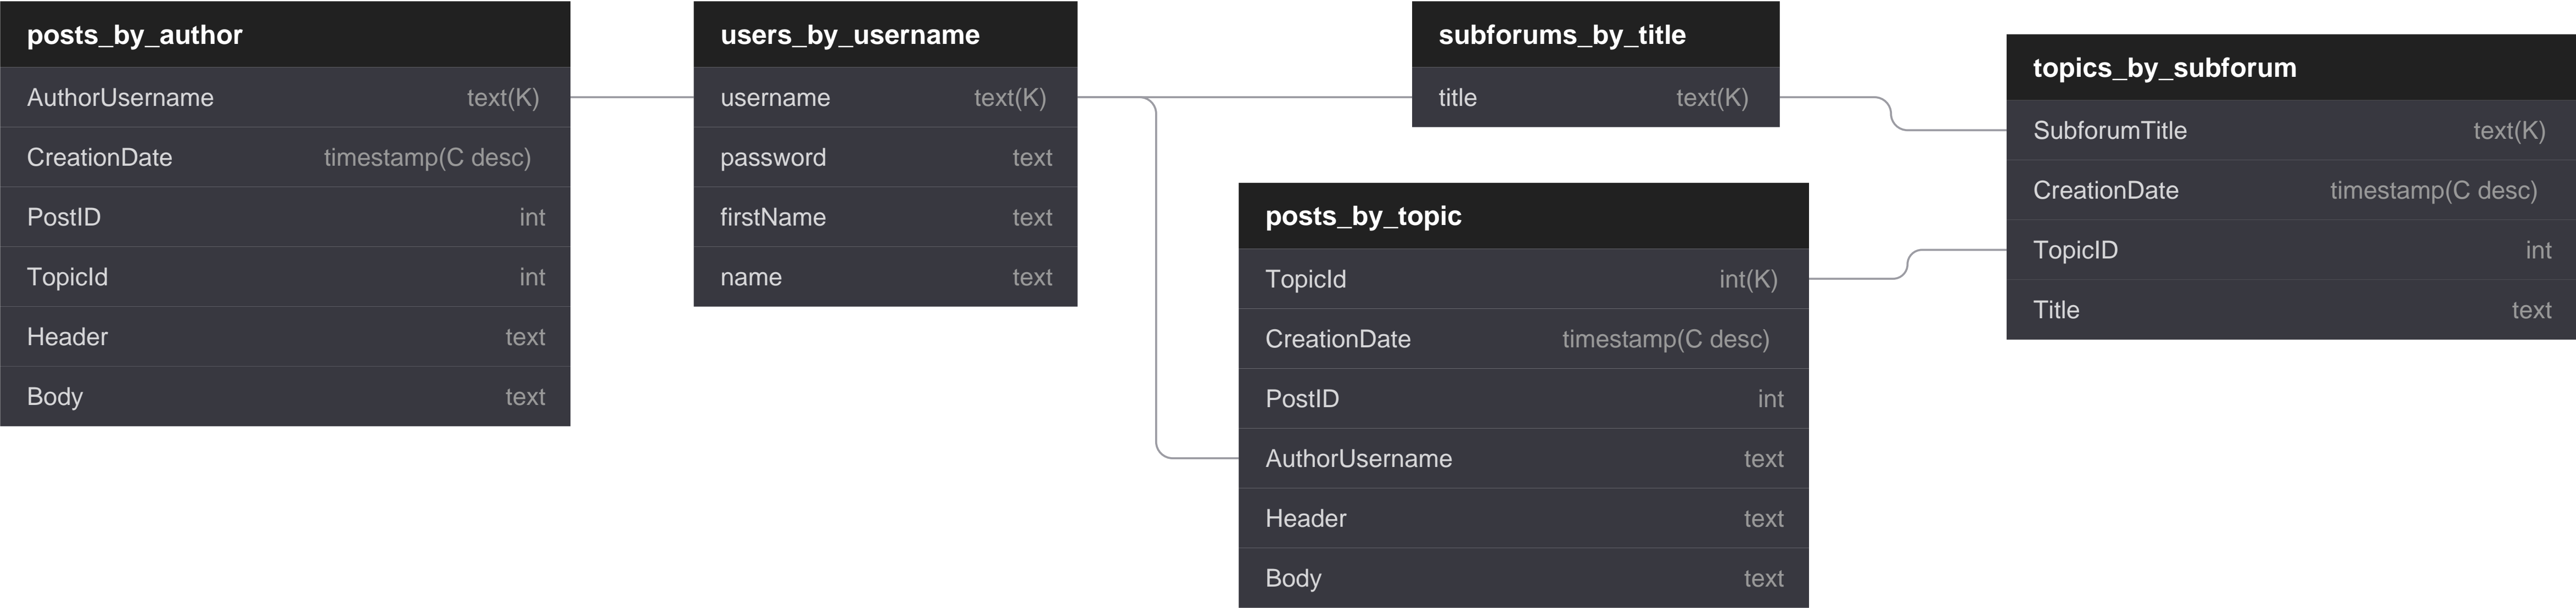 posts_by_author
AuthorUsername text(K)
CreationDate timestamp(C desc)
PostID int
TopicId int
Header text
Body text
users_by_username
username text(K)
password text
firstName text
name text
subforums_by_title
title text(K)
posts_by_topic
TopicId int(K)
CreationDate timestamp(C desc)
PostID int
AuthorUsername text
Header text
Body text
topics_by_subforum
SubforumTitle text(K)
CreationDate timestamp(C desc)
TopicID int
Title text